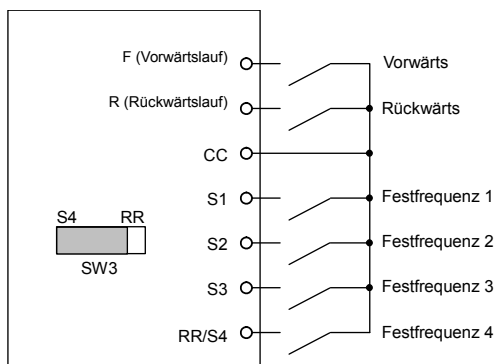 F (Vorwärtslauf)
Vorwärts
R (Rückwärtslauf)
Rückwärts
CC
S1
Festfrequenz 1
S4 RR
SW3
S2
Festfrequenz 2
S3
Festfrequenz 3
RR/S4
Festfrequenz 4